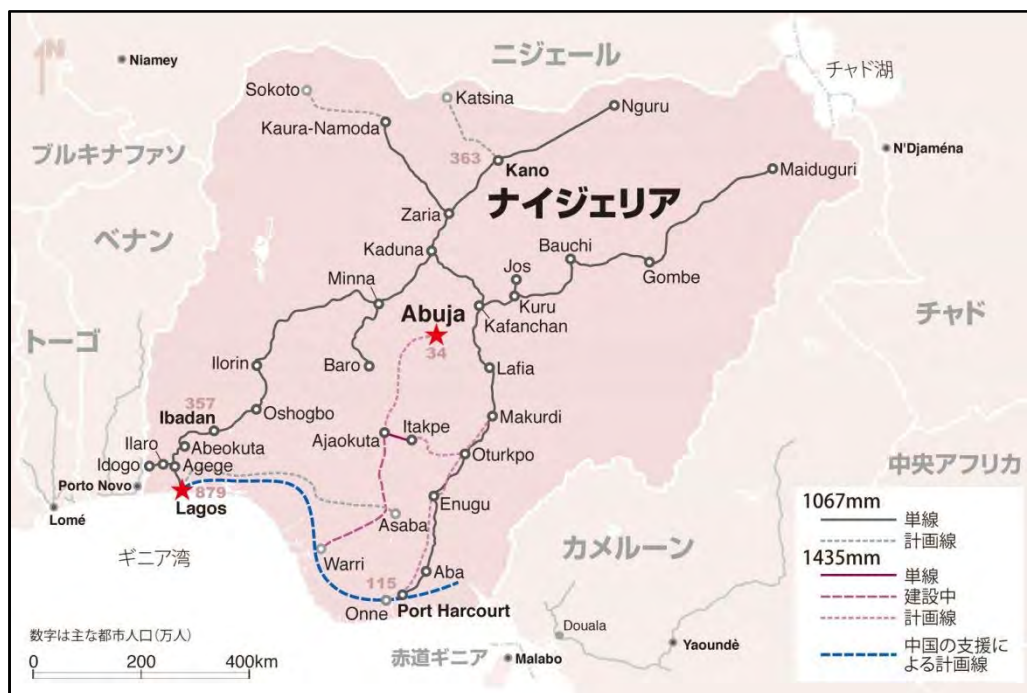 N
Niamey
ニジェール
チャド湖
Sokoto
Katsina
Nguru
Kaura-Namoda
ブルキナファソ
363
Kano
N'Djaména
Maiduguri
ナイジェリア
Zaria
ベナン
Kaduna
Bauchi
Jos
Gombe
Minna
Kuru
Abuja
Kafanchan
チャド
トーゴ
34
Ilorin
Baro
Lafia
357
Ibadan
Oshogbo
Makurdi
Itakpe
Ajaokuta
Ilaro
Abeokuta
Oturkpo
Idogo
Agege
中央アフリカ
Porto Novo
879
Lagos
Enugu
Lomé
Asaba
ギニア湾
Warri
カメルーン
Aba
115
Onne
Port Harcourt
1067mm
単線
計画線
1435mm
単線
建設中
計画線
中国の支援に
よる計画線
数字は主な都市人口(万人)
0 200 400km
赤道ギニア
Malabo
Douala
Yaoundè